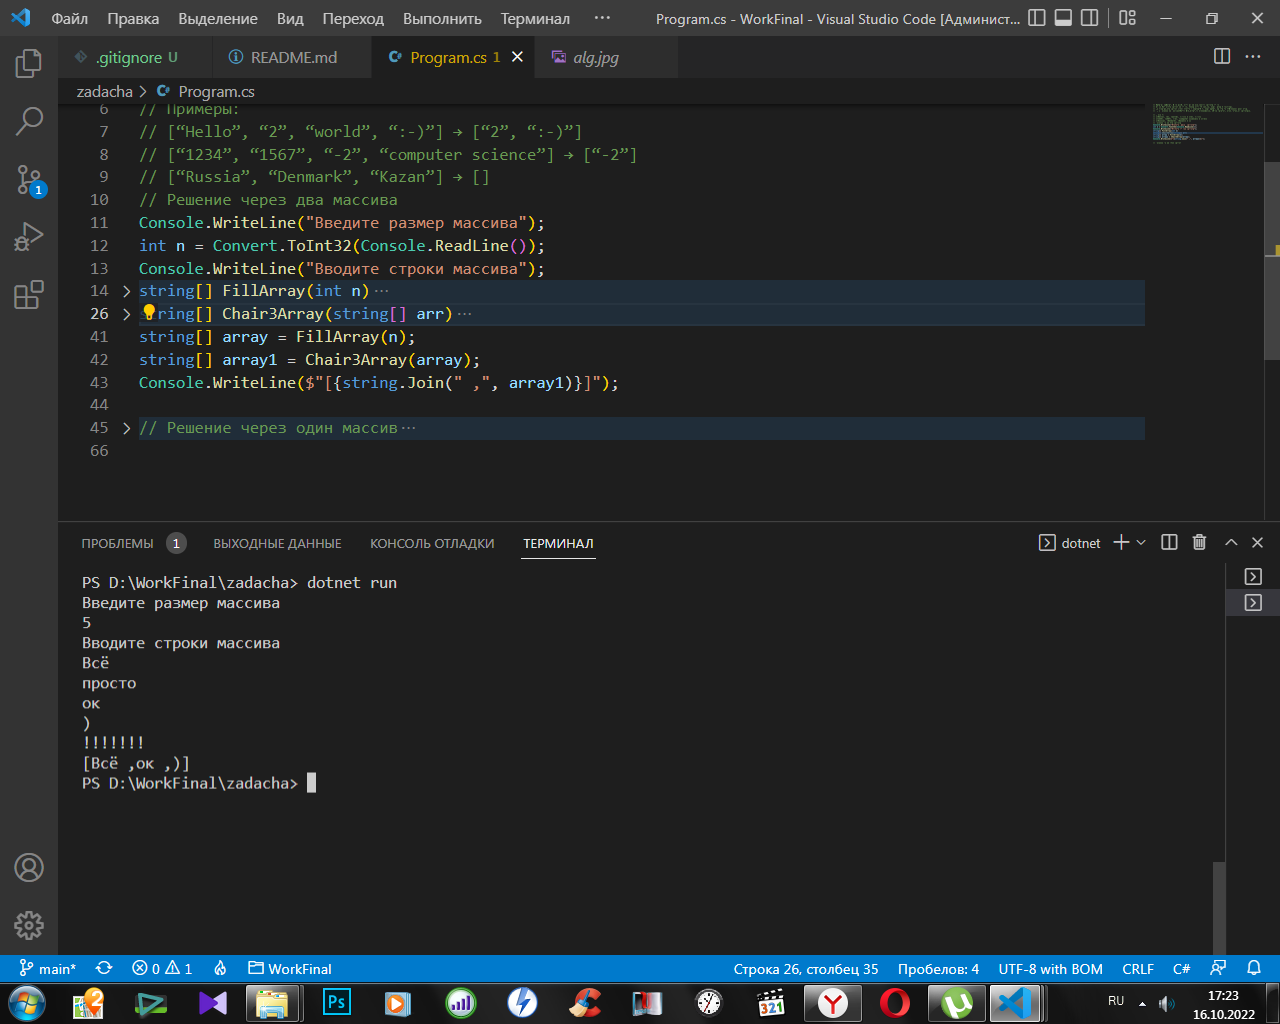 Файл Правка Выделение Вид Переход Выполнить Терминал ··· Program.cs - WorkFinal - Visual Studio Code [Админист...
.gitignore U README.md Program.cs 1 alg.jpg
zadacha > Program.cs
6 // Примеры:
7 // [“Hello”, “2”, “world”, “:-)”] → [“2”, “:-)”]
8 // [“1234”, “1567”, “-2”, “computer science”] → [“-2”]
9 // [“Russia”, “Denmark”, “Kazan”] → []
10 // Решение через два массива
11 Console.WriteLine("Введите размер массива");
12 int n = Convert.ToInt32(Console.ReadLine());
13 Console.WriteLine("Вводите строки массива");
14 string[] FillArray(int n)···
26 ring[] Chair3Array(string[] arr)···
41 string[] array = FillArray(n);
42 string[] array1 = Chair3Array(array);
43 Console.WriteLine($"[{string.Join(" ,", array1)}]");
44
45 // Решение через один массив···
66
ПРОБЛЕМЫ 1 ВЫХОДНЫЕ ДАННЫЕ КОНСОЛЬ ОТЛАДКИ ТЕРМИНАЛ dotnet
PS D:\WorkFinal\zadacha> dotnet run
Введите размер массива
5
Вводите строки массива
Всё
просто
ок
)
!!!!!!!
[Всё ,ок ,)]
PS D:\WorkFinal\zadacha>
1
main* 0 1 WorkFinal Строка 26, столбец 35 Пробелов: 4 UTF-8 with BOM CRLF C#
2 Ps 321 RU 17:23
16.10.2022